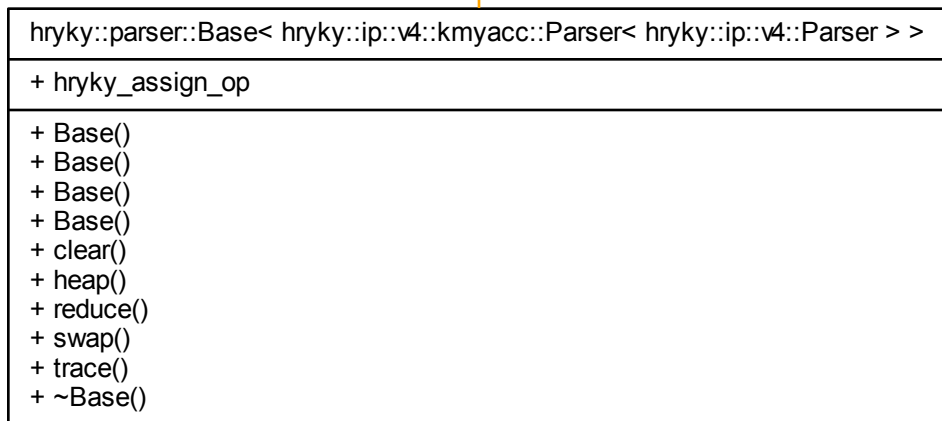 hryky::parser::Base< hryky::ip::v4::kmyacc::Parser< hryky::ip::v4::Parser > >
+ hryky_assign_op
+ Base()
+ Base()
+ Base()
+ Base()
+ clear()
+ heap()
+ reduce()
+ swap()
+ trace()
+ ~Base()